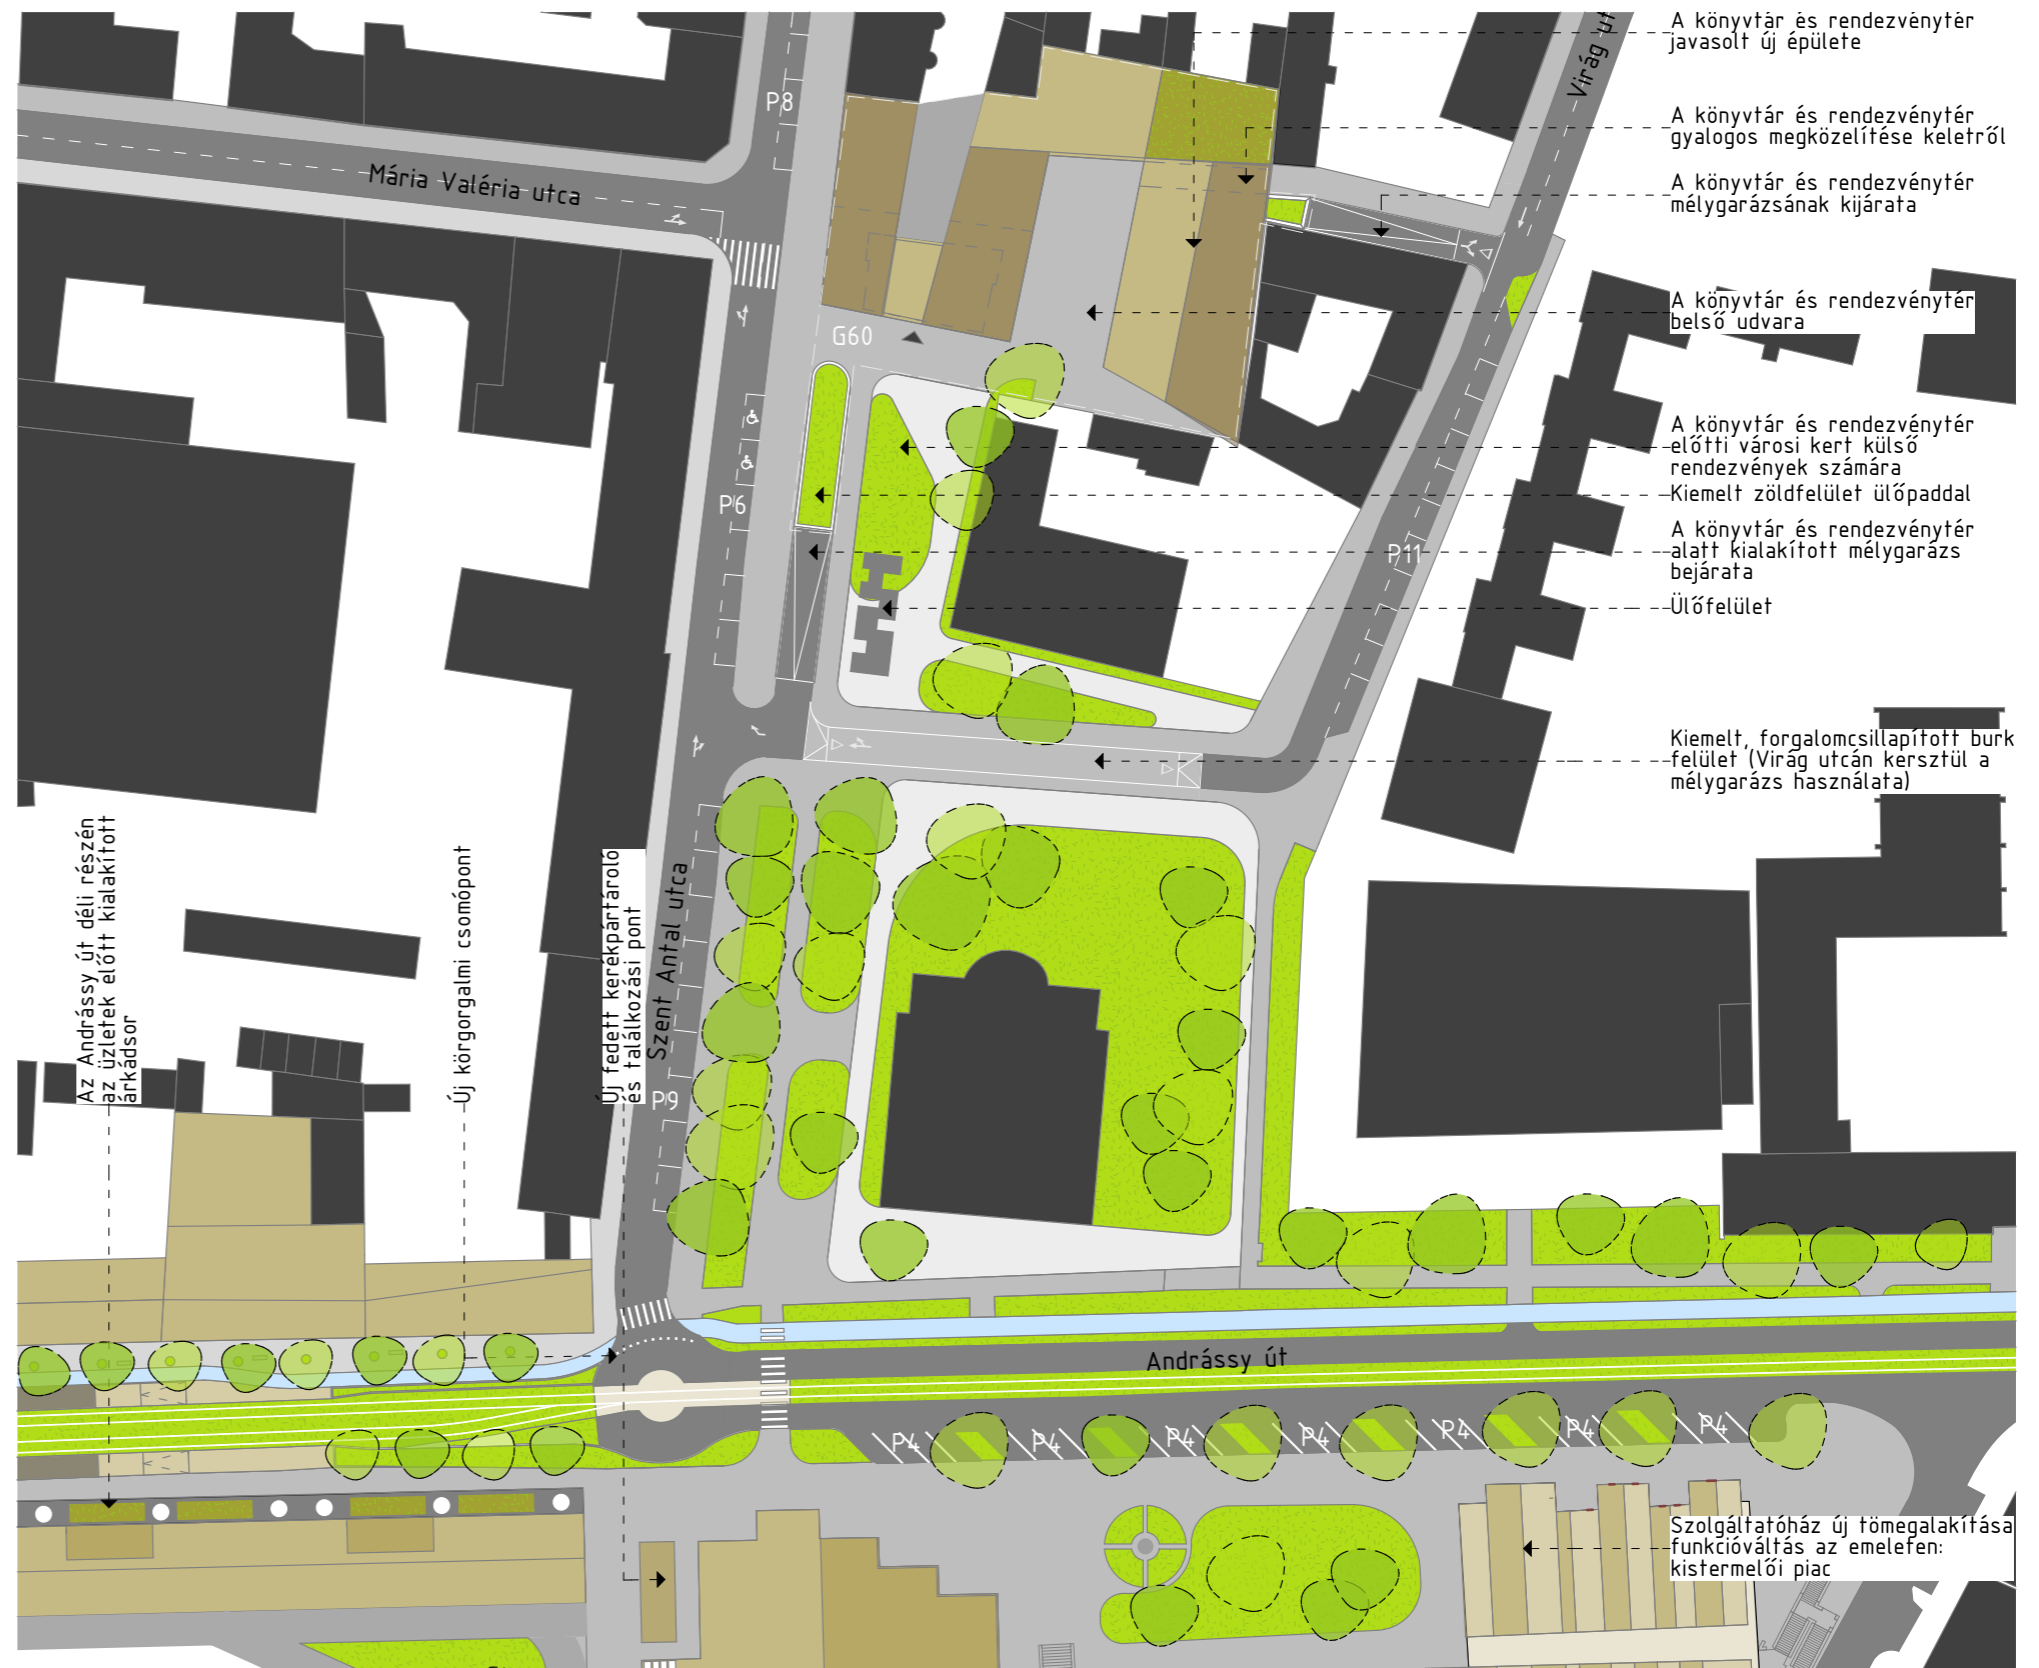 A könyvtár és rendezvénytér
javasolt új épülete
A könyvtár és rendezvénytér
gyalogos megközelítése keletről
A könyvtár és rendezvénytér
mélygarázsának kijárata
A könyvtár és rendezvénytér
belső udvara
A könyvtár és rendezvénytér
előtti városi kert külső
rendezvények számára
Kiemelt zöldfelület ülőpaddal
A könyvtár és rendezvénytér
alatt kialakított mélygarázs
bejárata
Ülőfelület
Kiemelt, forgalomcsillapított burk
felület (Virág utcán kersztül a
mélygarázs használata)
Szolgáltatóház új tömegalakítása
funkcióváltás az emeleten:
kistermelői piac
Az Andrássy út déli részén
az üzletek előtt kialakított
árkádsor
Új körgorgalmi csomópont
Új fedett kerékpártároló
és találkozási pont
Mária Valéria utca
Virág ut
Szent Antal utca
Andrássy út
P8
G60
P6
P11
P9
P4
P4
P4
P4
P4
P4
P4